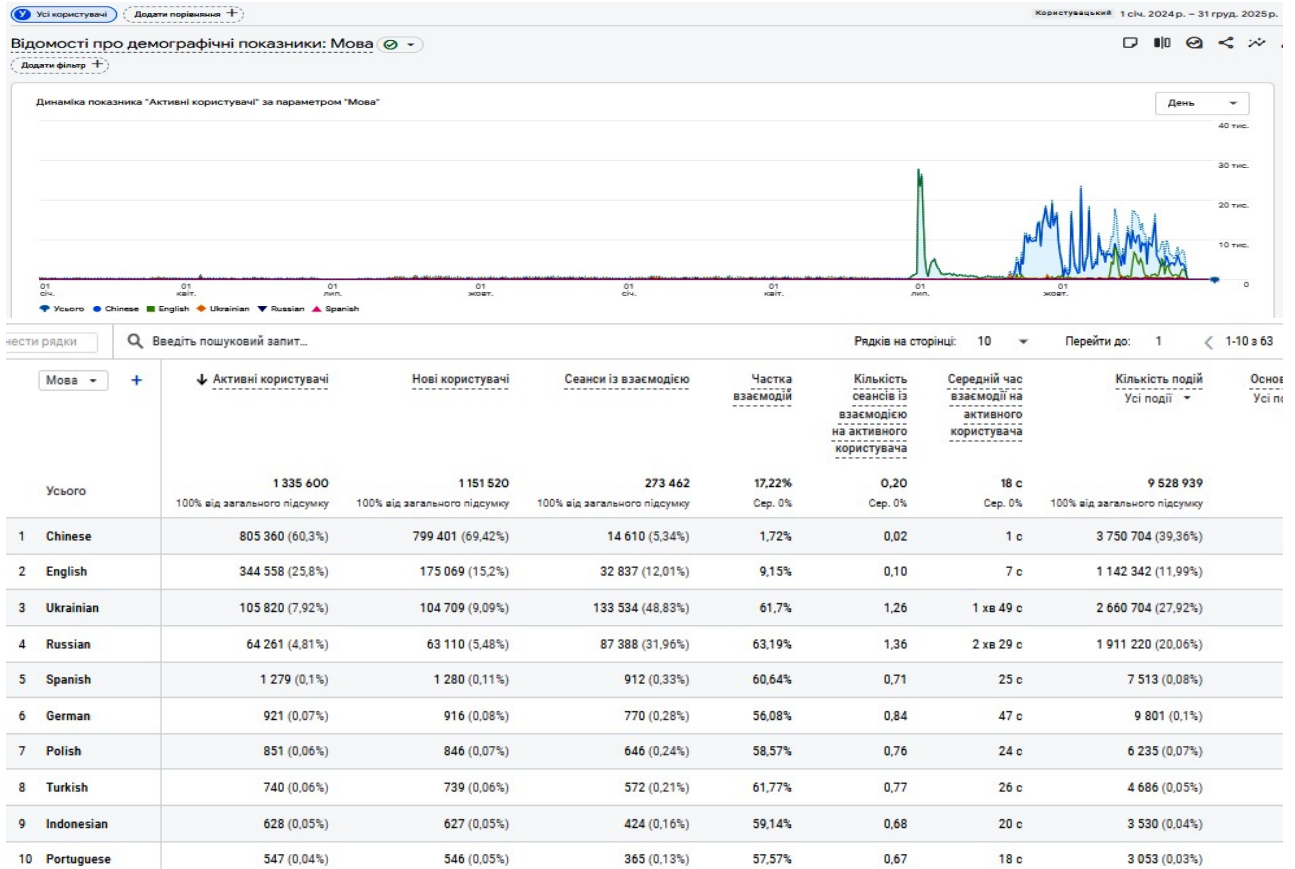 У Усі користувачі Додати порівняння + Користувацький 1 січ. 2024 р. – 31 груд. 2025 р.
Відомості про демографічні показники: Мова
Додати фільтр +
Динаміка показника "Активні користувачі" за параметром "Мова"
День
40 тис.
30 тис.
20 тис.
10 тис.
0
01 січ. 01 квіт. 01 лип. 01 жовт. 01 січ. 01 квіт. 01 лип. 01 жовт.
Усього Chinese English Ukrainian Russian Spanish
нести рядки Введіть пошуковий запит... Рядків на сторінці: 10 Перейти до: 1 < 1-10 з 63
Мова + ↓ Активні користувачі Нові користувачі Сеанси із взаємодією Частка взаємодій Кількість сеансів із взаємодією на активного користувача Середній час взаємодії на активного користувача Кількість подій Усі події Основ Усі по
Усього 1 335 600 1 151 520 273 462 17,22% 0,20 18 с 9 528 939
100% від загального підсумку 100% від загального підсумку 100% від загального підсумку Сер. 0% Сер. 0% Сер. 0% 100% від загального підсумку
1 Chinese 805 360 (60,3%) 799 401 (69,42%) 14 610 (5,34%) 1,72% 0,02 1 с 3 750 704 (39,36%)
2 English 344 558 (25,8%) 175 069 (15,2%) 32 837 (12,01%) 9,15% 0,10 7 с 1 142 342 (11,99%)
3 Ukrainian 105 820 (7,92%) 104 709 (9,09%) 133 534 (48,83%) 61,7% 1,26 1 хв 49 с 2 660 704 (27,92%)
4 Russian 64 261 (4,81%) 63 110 (5,48%) 87 388 (31,96%) 63,19% 1,36 2 хв 29 с 1 911 220 (20,06%)
5 Spanish 1 279 (0,1%) 1 280 (0,11%) 912 (0,33%) 60,64% 0,71 25 с 7 513 (0,08%)
6 German 921 (0,07%) 916 (0,08%) 770 (0,28%) 56,08% 0,84 47 с 9 801 (0,1%)
7 Polish 851 (0,06%) 846 (0,07%) 646 (0,24%) 58,57% 0,76 24 с 6 235 (0,07%)
8 Turkish 740 (0,06%) 739 (0,06%) 572 (0,21%) 61,77% 0,77 26 с 4 686 (0,05%)
9 Indonesian 628 (0,05%) 627 (0,05%) 424 (0,16%) 59,14% 0,68 20 с 3 530 (0,04%)
10 Portuguese 547 (0,04%) 546 (0,05%) 365 (0,13%) 57,57% 0,67 18 с 3 053 (0,03%)